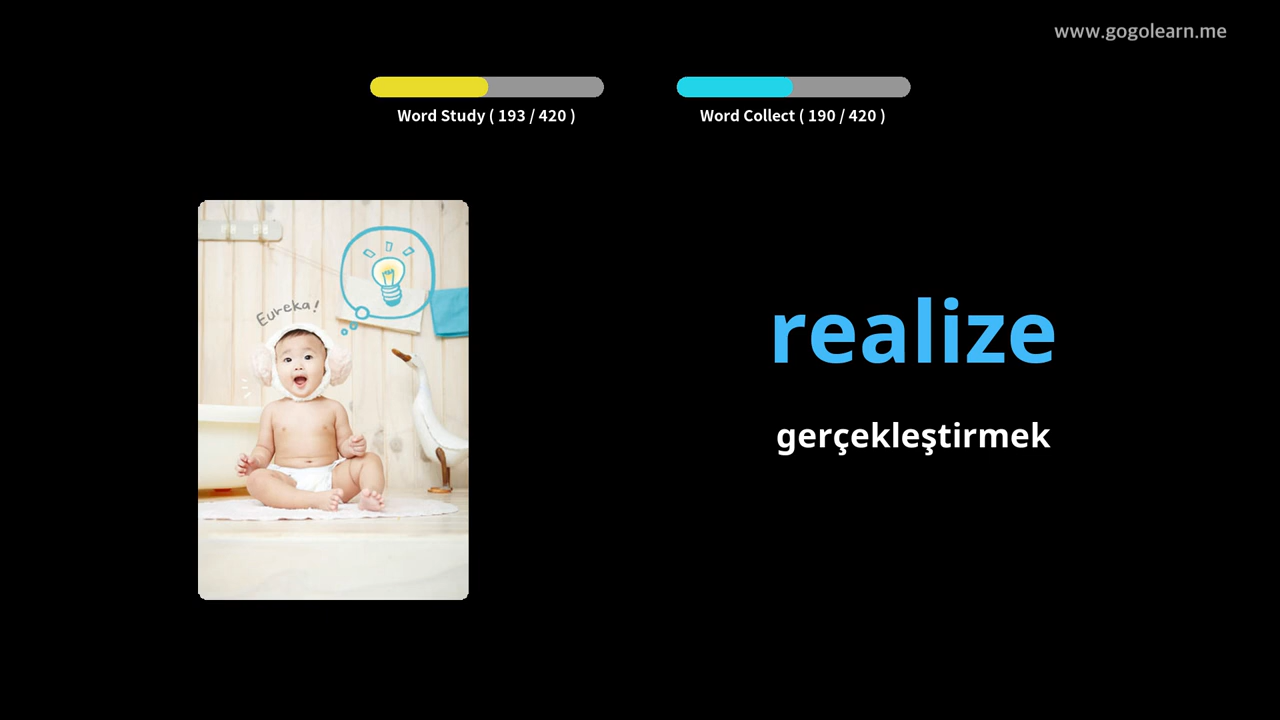 www.gogolearn.me
Word Study ( 193 / 420 )
Word Collect ( 190 / 420 )
Eureka!
realize
gerçekleştirmek